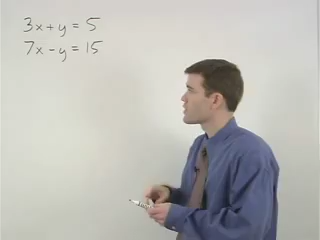 3x + y = 5
7x - y = 15